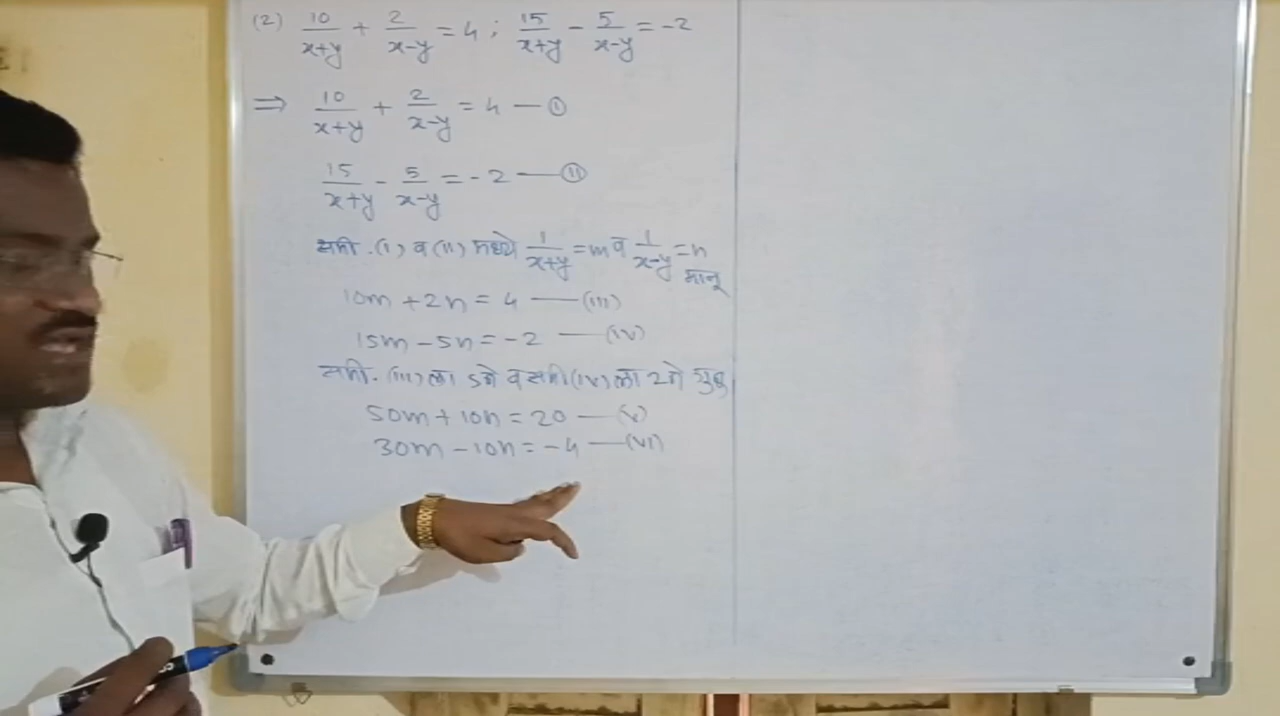 (2) 10/(x+y) + 2/(x-y) = 4 ; 15/(x+y) - 5/(x-y) = -2
⇒ 10/(x+y) + 2/(x-y) = 4 — (I)
15/(x+y) - 5/(x-y) = -2 — (II)
समी. (I) व (II) मध्ये 1/(x+y) = m व 1/(x-y) = n मानू
10m + 2n = 4 — (III)
15m - 5n = -2 — (IV)
समी. (III) ला 5 ने व समी (IV) ला 2 ने गुणू
50m + 10n = 20 — (V)
30m - 10n = -4 — (VI)